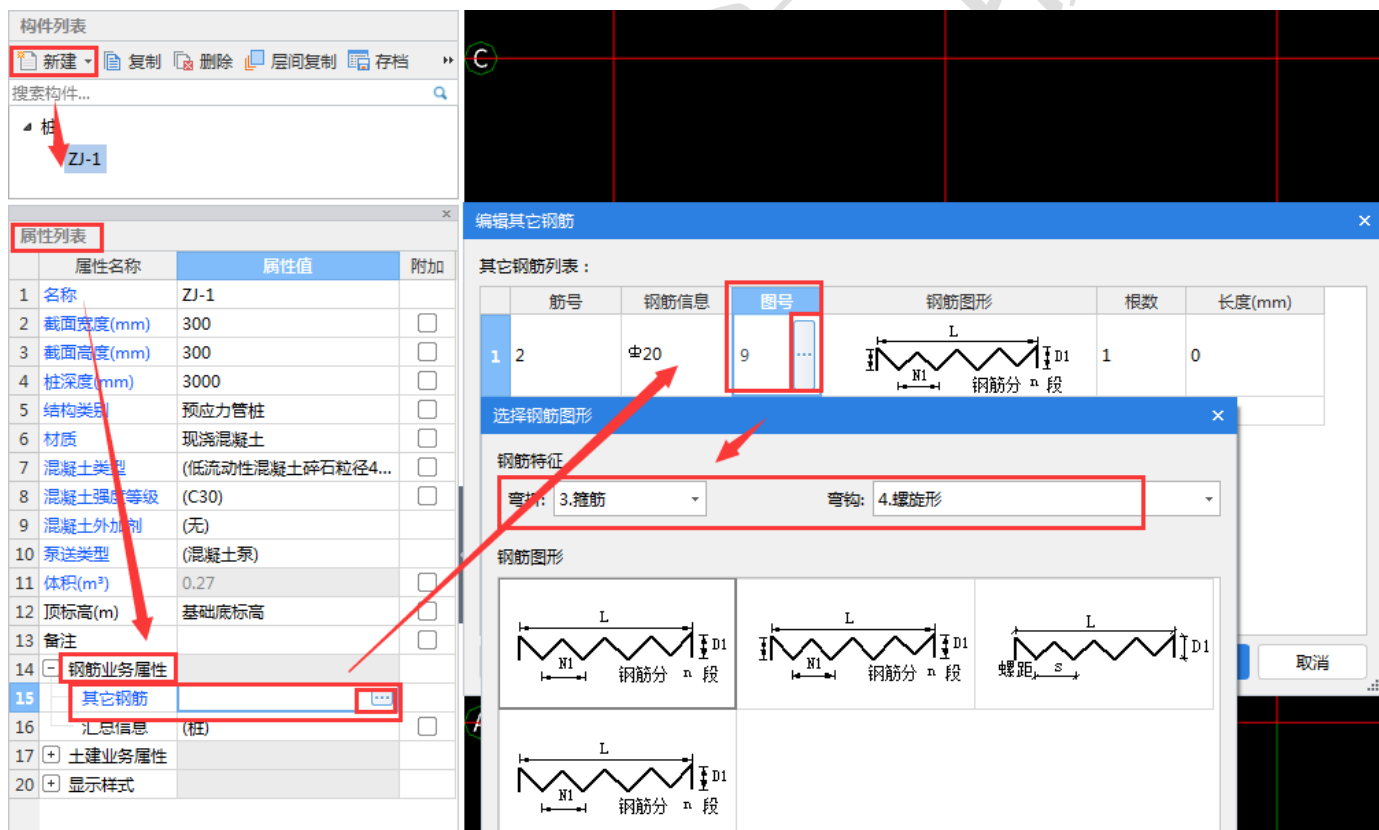 构件列表
新建 复制 删除 层间复制 存档
搜索构件...
桩
ZJ-1
属性列表
属性名称 属性值 附加
1 名称 ZJ-1
2 截面宽度(mm) 300
3 截面高度(mm) 300
4 桩深度(mm) 3000
5 结构类别 预应力管桩
6 材质 现浇混凝土
7 混凝土类型 (低流动性混凝土碎石粒径4...
8 混凝土强度等级 (C30)
9 混凝土外加剂 (无)
10 泵送类型 (混凝土泵)
11 体积(m³) 0.27
12 顶标高(m) 基础底标高
13 备注
14 钢筋业务属性
15 其它钢筋
16 汇总信息 (桩)
17 土建业务属性
20 显示样式
C
编辑其它钢筋
其它钢筋列表：
筋号 钢筋信息 图号 钢筋图形 根数 长度(mm)
1 2 Φ20 9 L D1 N1 钢筋分 n 段 1 0
选择钢筋图形
钢筋特征
弯折: 3.箍筋 弯钩: 4.螺旋形
钢筋图形
L D1 N1 钢筋分 n 段
L D1 N1 钢筋分 n 段
L D1 螺距 s
L D1 N1 钢筋分 n 段
取消